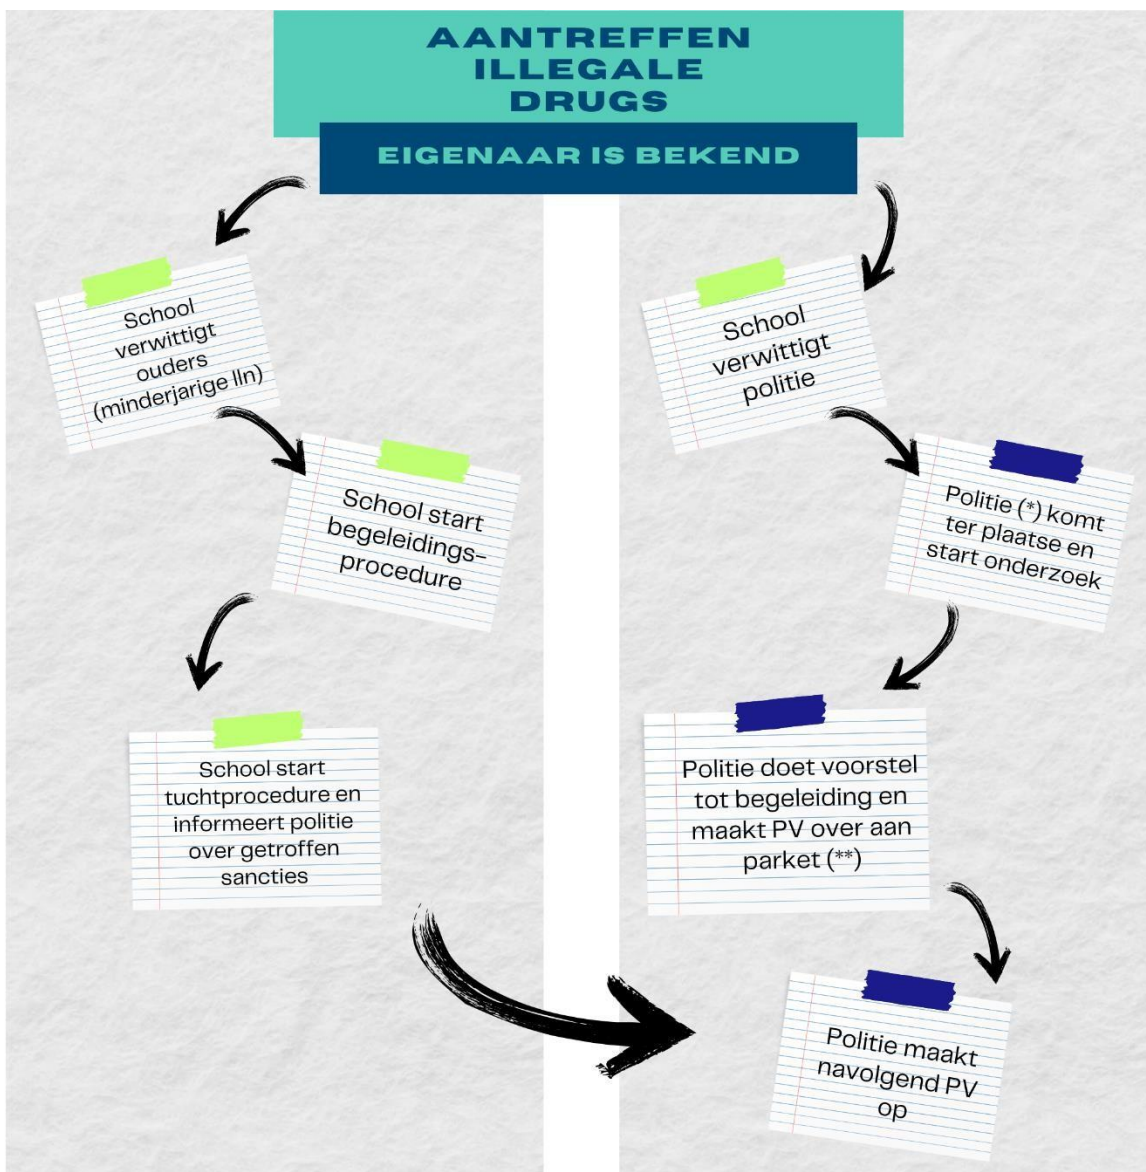 AANTREFFEN
ILLEGALE
DRUGS
EIGENAAR IS BEKEND
School
verwittigt
ouders
(minderjarige lln)
School start
begeleidings-
procedure
School start
tuchtprocedure en
informeert politie
over getroffen
sancties
School
verwittigt
politie
Politie (*) komt
ter plaatse en
start onderzoek
Politie doet voorstel
tot begeleiding en
maakt PV over aan
parket (**)
Politie maakt
navolgend PV
op